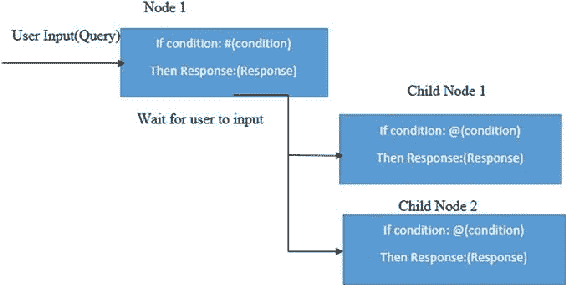 Node 1
User Input(Query)
If condition: #(condition)
Then Response:(Response]
Wait for user to input
Child Node 1
If condition: @(condition)
Then Response:(Response)
Child Node 2
If condition: @(condition)
Then Response:(Response)